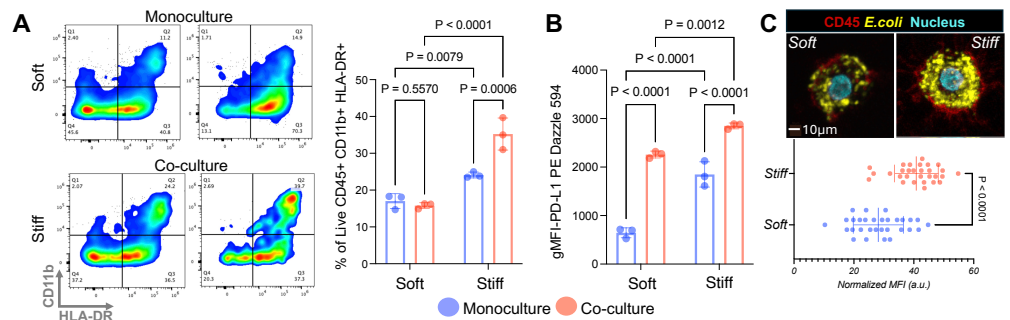 A
Monoculture
Q1
2.40
Q2
11.2
Q4
45.6
Q3
40.8
Q1
1.71
Q2
14.9
Q4
13.1
Q3
70.3
Soft
Co-culture
Q1
2.07
Q2
24.2
Q4
37.2
Q3
36.5
Q1
2.69
Q2
39.7
Q4
20.3
Q3
37.3
Stiff
CD11b
HLA-DR
% of Live CD45+ CD11b+ HLA-DR+
P < 0.0001
P = 0.0079
P = 0.5570
P = 0.0006
50
40
30
20
10
0
Soft
Stiff
B
gMFI-PD-L1 PE Dazzle 594
P = 0.0012
P < 0.0001
P <0.0001
P <0.0001
4000
3000
2000
1000
0
Soft
Stiff
Monoculture
Co-culture
C
CD45 E.coli Nucleus
Soft
Stiff
10µm
Stiff
Soft
P < 0.0001
0
20
40
60
Normalized MFI (a.u.)